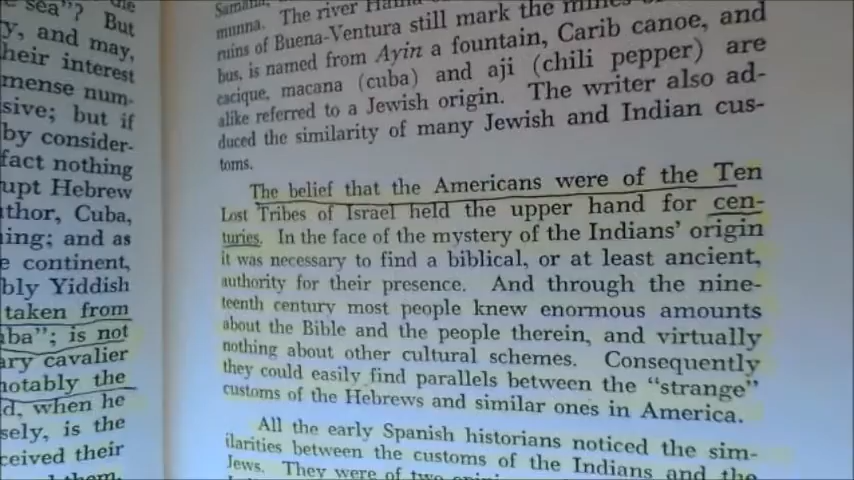 sea"? But
y, and may,
heir interest
mense num-
sive; but if
by consider-
fact nothing
upt Hebrew
thor, Cuba,
ing; and as
e continent,
bly Yiddish
taken from
ba"; is not
ary cavalier
notably the
d, when he
sely, is the
ceived their
them.
munna. The river
ruins of Buena-Ventura still mark the mines
bus, is named from Ayin a fountain, Carib canoe, and
cacique, macana (cuba) and aji (chili pepper) are
alike referred to a Jewish origin. The writer also ad-
duced the similarity of many Jewish and Indian cus-
toms.
The belief that the Americans were of the Ten
Lost Tribes of Israel held the upper hand for cen-
turies. In the face of the mystery of the Indians' origin
it was necessary to find a biblical, or at least ancient,
authority for their presence. And through the nine-
teenth century most people knew enormous amounts
about the Bible and the people therein, and virtually
nothing about other cultural schemes. Consequently
they could easily find parallels between the "strange"
customs of the Hebrews and similar ones in America.
All the early Spanish historians noticed the sim-
ilarities between the customs of the Indians and the
Jews. They were of two